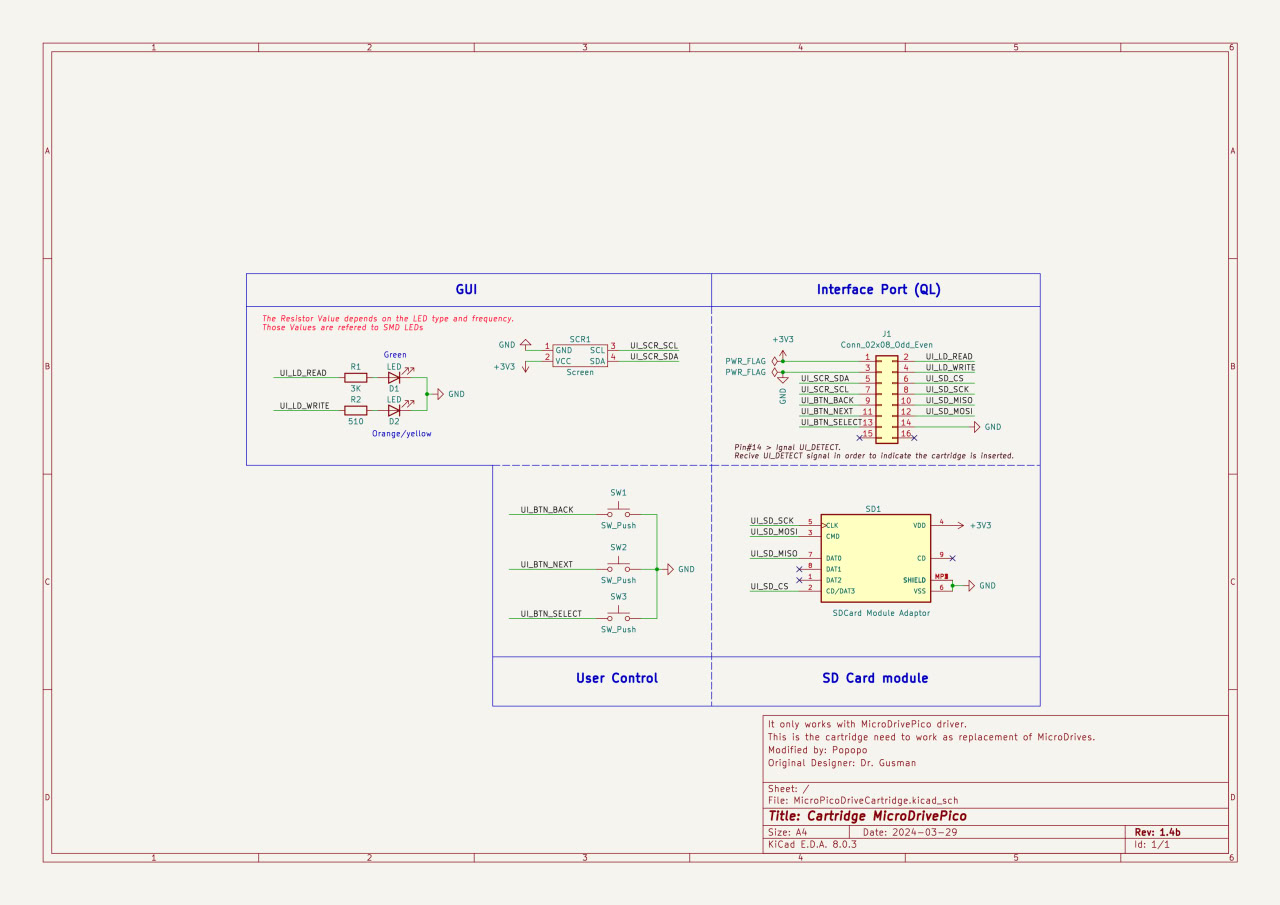 1 2 3 4 5 6
A A
B B
C C
D D
1 2 3 4 5 6
GUI
The Resistor Value depends on the LED type and frequency.
Those Values are refered to SMD LEDs
Green
UI_LD_READ
R1
3K
LED
D1
UI_LD_WRITE
R2
510
LED
D2
Orange/yellow
GND
GND
+3V3
SCR1
1 GND SCL 3 UI_SCR_SCL
2 VCC SDA 4 UI_SCR_SDA
Screen
Interface Port (QL)
J1
Conn_02x08_Odd_Even
+3V3
PWR_FLAG
PWR_FLAG
GND
1 2 UI_LD_READ
3 4 UI_LD_WRITE
UI_SCR_SDA 5 6 UI_SD_CS
UI_SCR_SCL 7 8 UI_SD_SCK
UI_BTN_BACK 9 10 UI_SD_MISO
UI_BTN_NEXT 11 12 UI_SD_MOSI
UI_BTN_SELECT 13 14 GND
15 16
Pin#14 > Ignal UI_DETECT.
Recive UI_DETECT signal in order to indicate the cartridge is inserted.
SW1
UI_BTN_BACK
SW_Push
SW2
UI_BTN_NEXT
SW_Push
GND
SW3
UI_BTN_SELECT
SW_Push
User Control
SD1
UI_SD_SCK 5 CLK VDD 4 +3V3
UI_SD_MOSI 3 CMD
UI_SD_MISO 7 DAT0 CD 9
8 DAT1
1 DAT2 SHIELD
UI_SD_CS 2 CD/DAT3 VSS 6 GND
SDCard Module Adaptor
SD Card module
It only works with MicroDrivePico driver.
This is the cartridge need to work as replacement of MicroDrives.
Modified by: Popopo
Original Designer: Dr. Gusman
Sheet: /
File: MicroPicoDriveCartridge.kicad_sch
Title: Cartridge MicroDrivePico
Size: A4 Date: 2024-03-29 Rev: 1.4b
KiCad E.D.A. 8.0.3 Id: 1/1